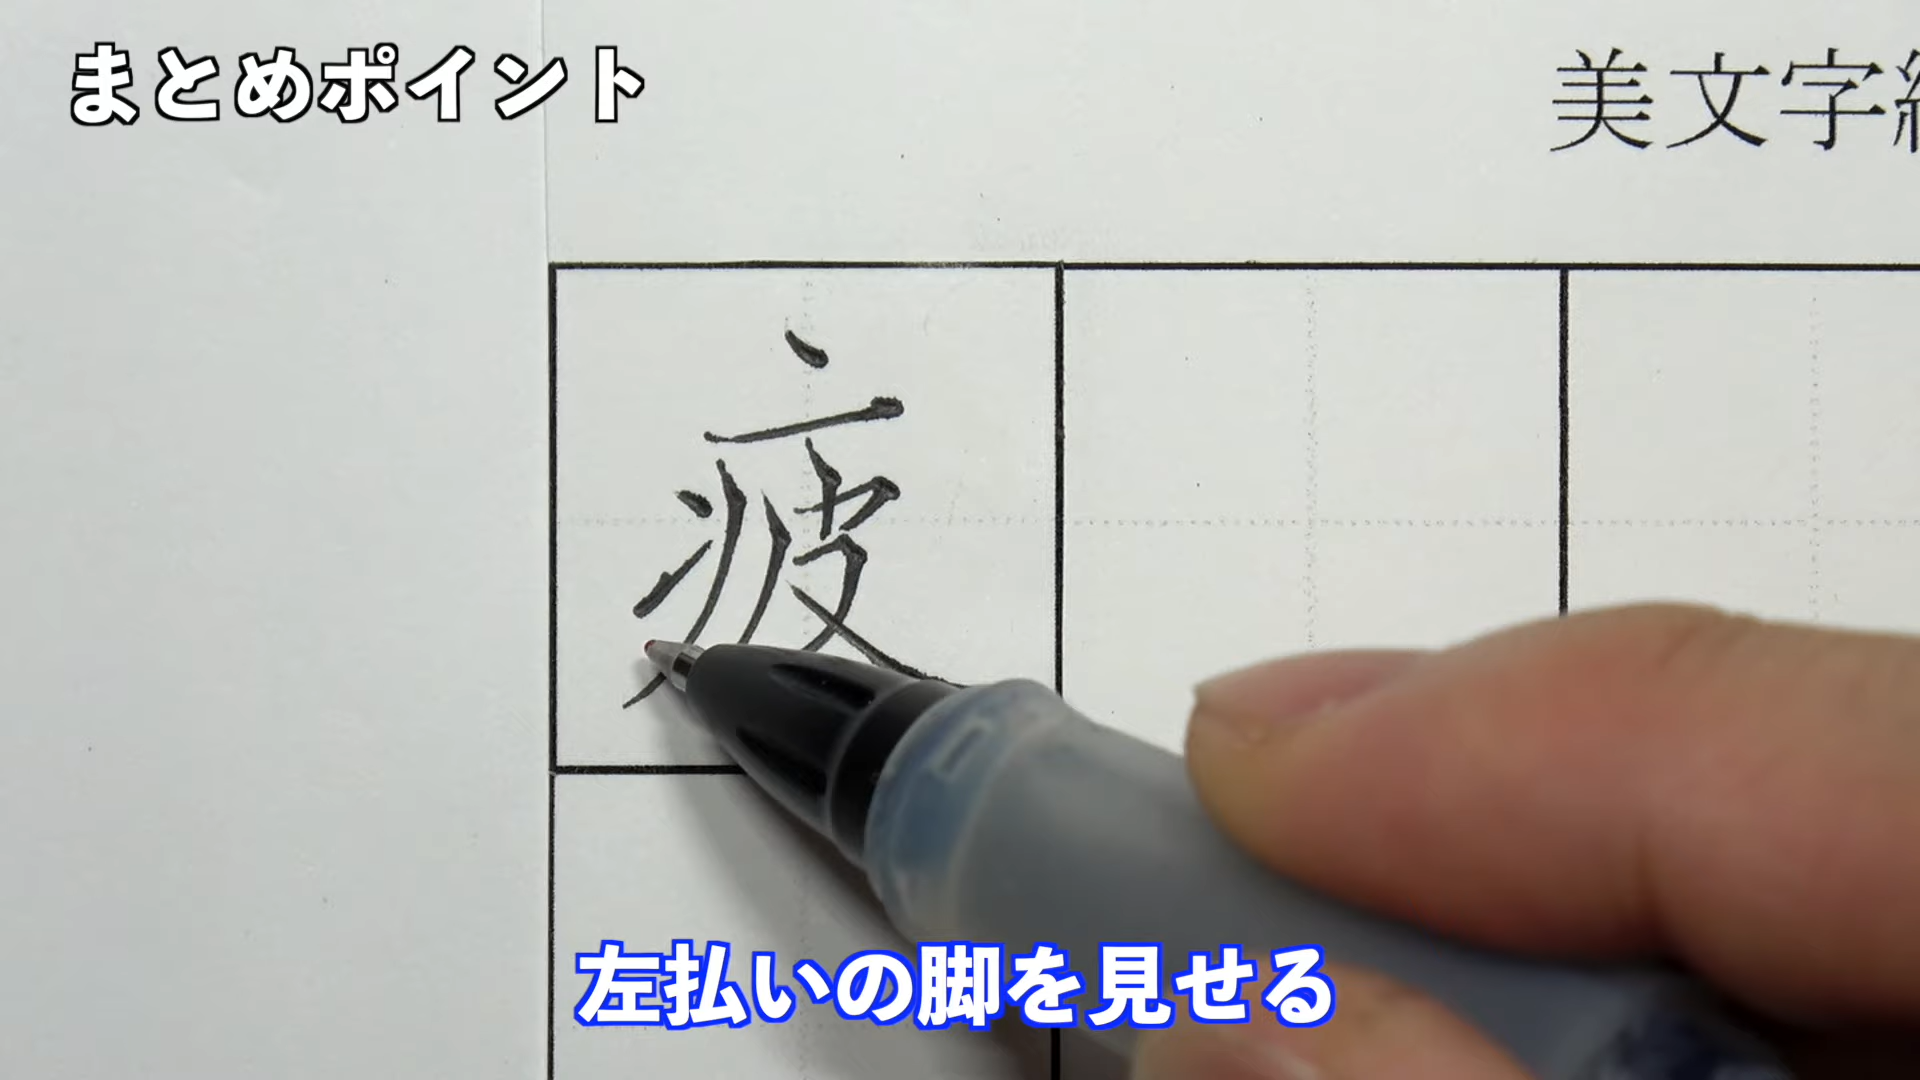 まとめポイント
美文字
疲
左払いの脚を見せる